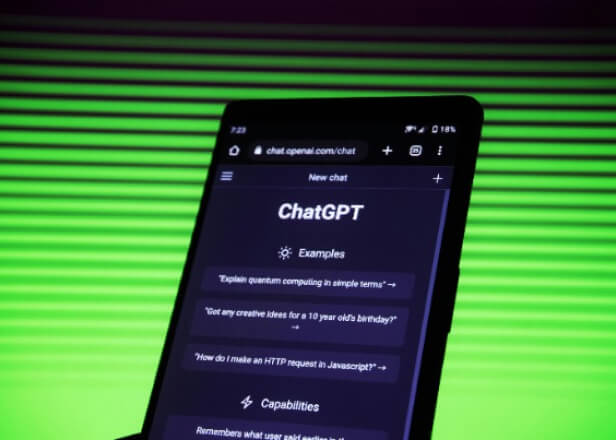 7:23 18%
chat.openai.com/chat 25
New chat
ChatGPT
Examples
"Explain quantum computing in simple terms" →
"Got any creative ideas for a 10 year old's birthday?"
→
"How do I make an HTTP request in Javascript?" →
Capabilities
Remembers what user said earlier in the